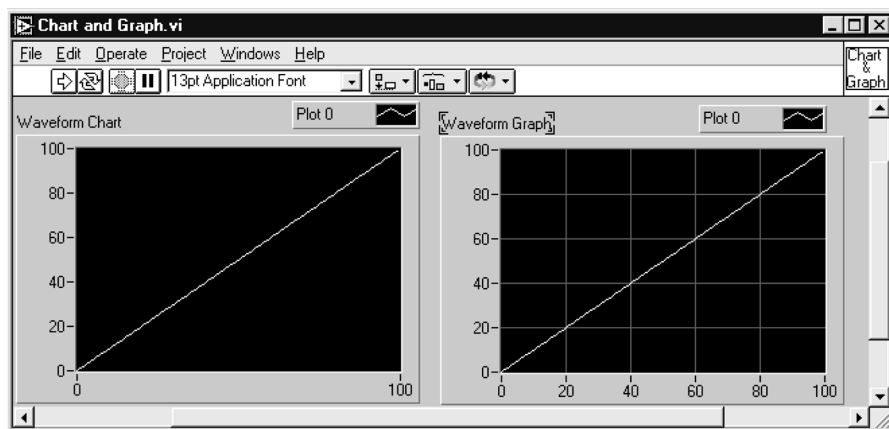 Chart and Graph.vi
File Edit Operate Project Windows Help
13pt Application Font
Chart
&
Graph
Waveform Chart
Plot 0
100
80
60
40
20
0
0 100
Waveform Graph
Plot 0
100
80
60
40
20
0
0 20 40 60 80 100